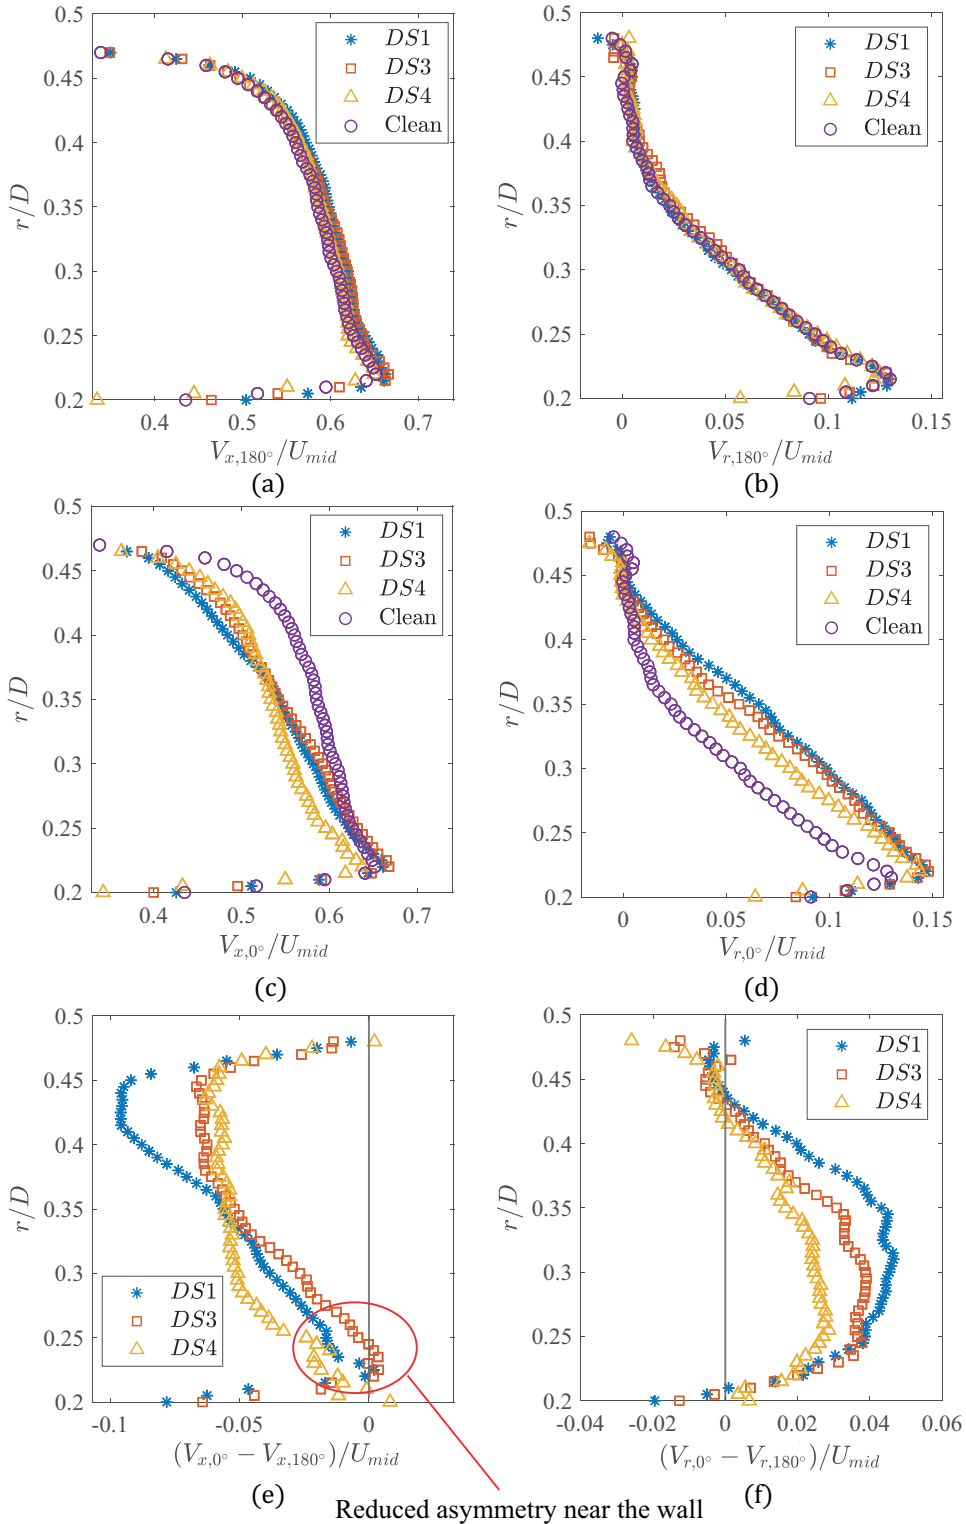 0.5
0.45
0.4
0.35
0.3
0.25
0.2
r/D
DS1
DS3
DS4
Clean
0.4 0.5 0.6 0.7
V_{x,180°}/U_{mid}
(a)
0.5
0.45
0.4
0.35
0.3
0.25
0.2
r/D
DS1
DS3
DS4
Clean
0 0.05 0.1 0.15
V_{r,180°}/U_{mid}
(b)
0.5
0.45
0.4
0.35
0.3
0.25
0.2
r/D
DS1
DS3
DS4
Clean
0.4 0.5 0.6 0.7
V_{x,0°}/U_{mid}
(c)
0.5
0.45
0.4
0.35
0.3
0.25
0.2
r/D
DS1
DS3
DS4
Clean
0 0.05 0.1 0.15
V_{r,0°}/U_{mid}
(d)
0.5
0.45
0.4
0.35
0.3
0.25
0.2
r/D
DS1
DS3
DS4
-0.1 -0.05 0
(V_{x,0°} − V_{x,180°})/U_{mid}
(e)
0.5
0.45
0.4
0.35
0.3
0.25
0.2
r/D
DS1
DS3
DS4
-0.04 -0.02 0 0.02 0.04 0.06
(V_{r,0°} − V_{r,180°})/U_{mid}
(f)
Reduced asymmetry near the wall